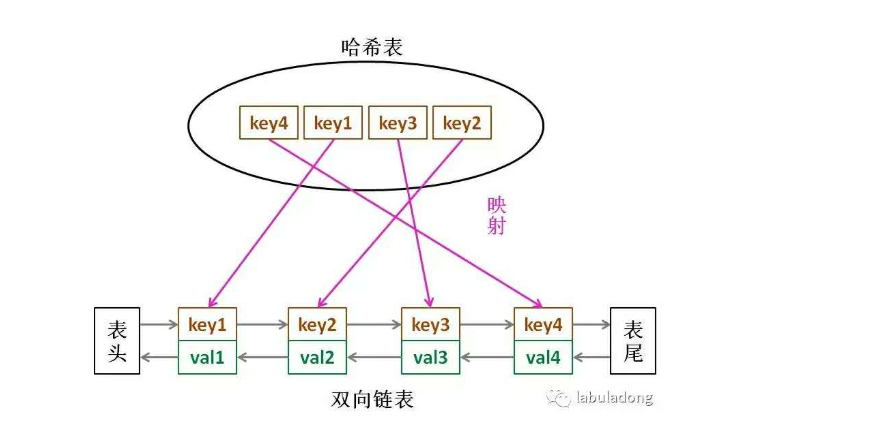 哈希表
key4 key1 key3 key2
映
射
表 key1 key2 key3 key4 表
头 val1 val2 val3 val4 尾
双向链表
labuladong